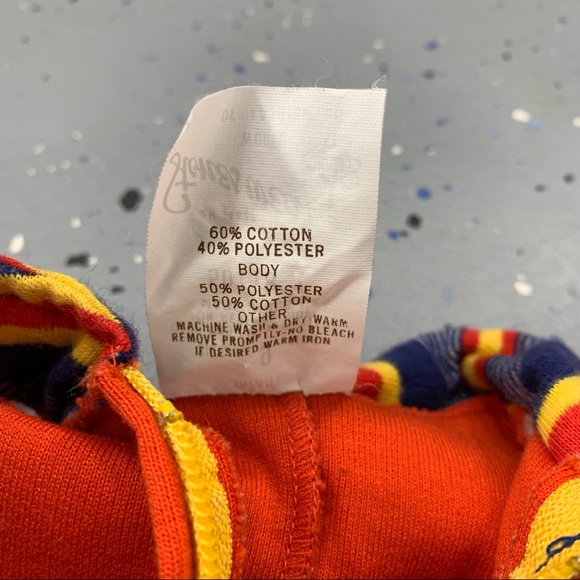 60% COTTON
40% POLYESTER
BODY
50% POLYESTER
50% COTTON
OTHER
MACHINE WASH & DRY WARM
REMOVE PROMPTLY-NO BLEACH
IF DESIRED WARM IRON